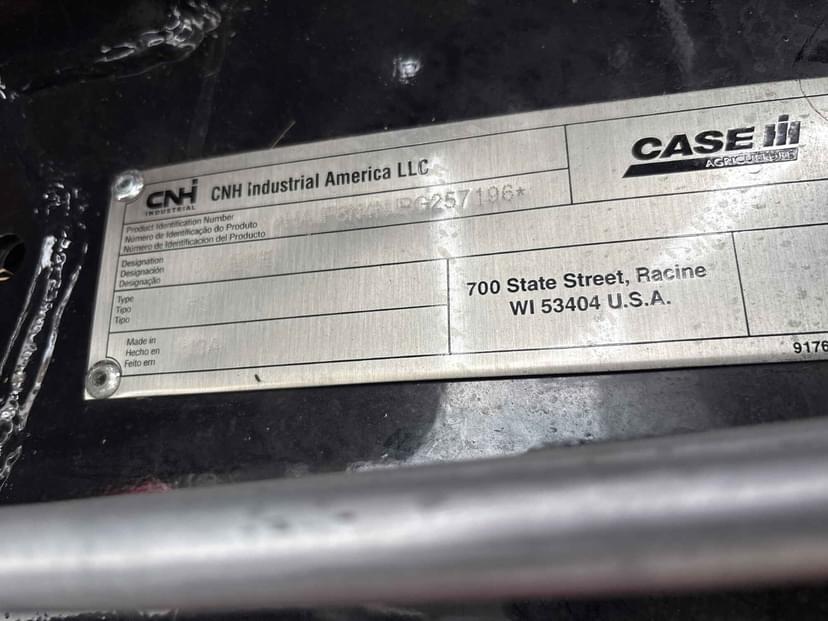 CNH
INDUSTRIAL
CNH Industrial America LLC
CASE IH
AGRICULTURE
Product Identification Number
Número de Identificação do Produto
Número de Identificacion del Producto
Designation
Designación
Designação
Type
Tipo
Tipo
700 State Street, Racine
WI 53404 U.S.A.
Made in
Hecho en
Feito em
9176